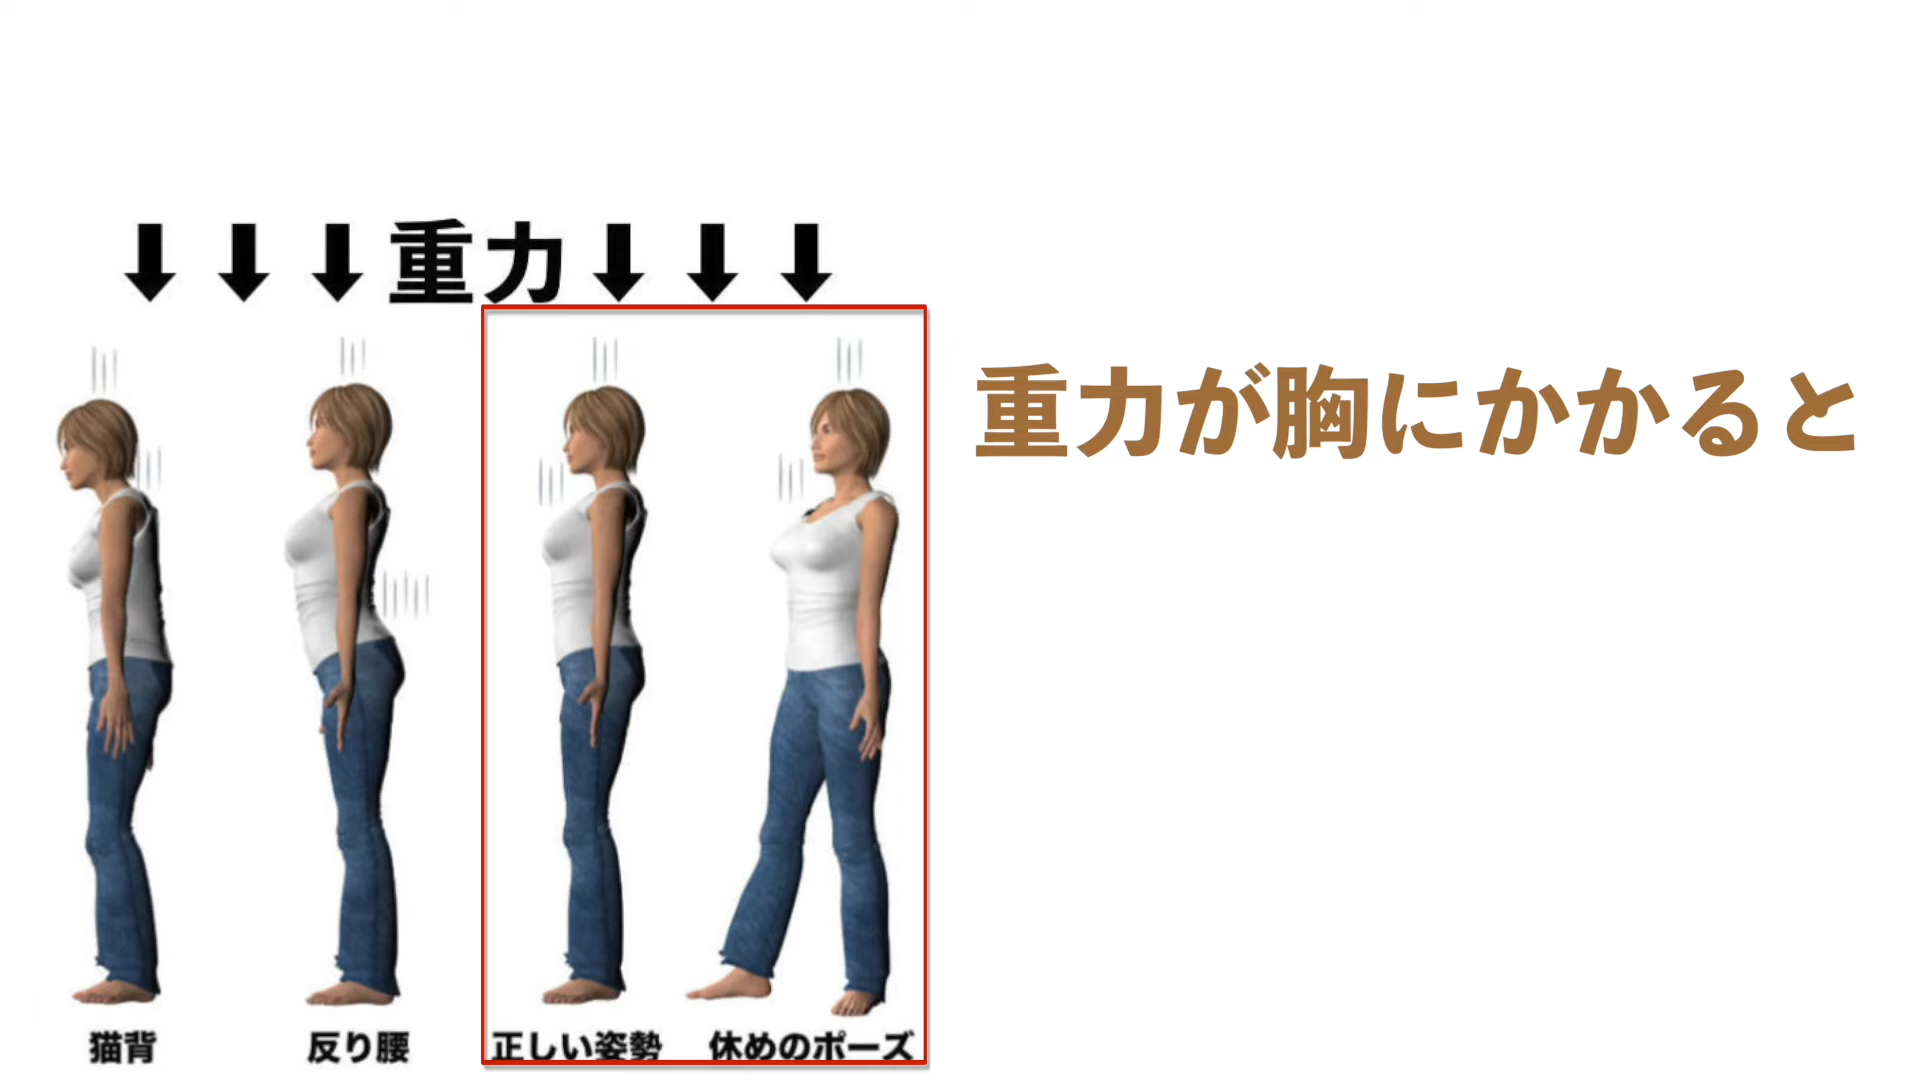 重力
重力が胸にかかると
猫背
反り腰
正しい姿勢
休めのポーズ